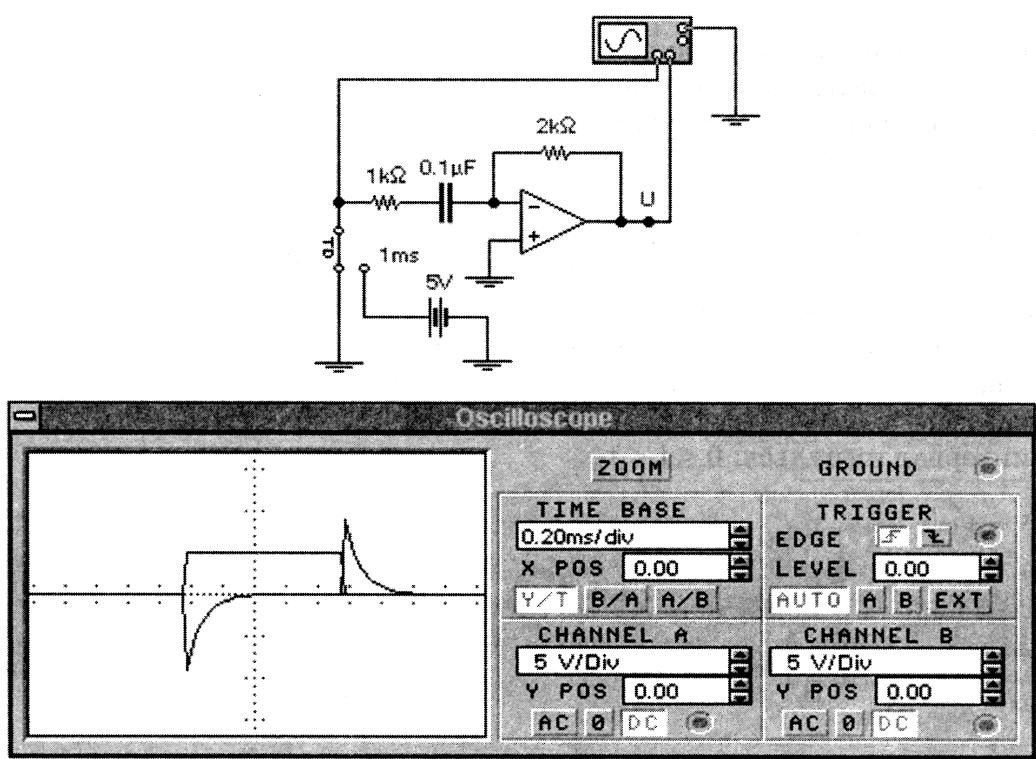 2kΩ
1kΩ
0.1µF
U
−
+
TD
1ms
5V
Oscilloscope
ZOOM
GROUND
TIME BASE
0.20ms/div
X POS 0.00
Y/T B/A A/B
TRIGGER
EDGE
LEVEL 0.00
AUTO A B EXT
CHANNEL A
5 V/Div
Y POS 0.00
AC 0 DC
CHANNEL B
5 V/Div
Y POS 0.00
AC 0 DC